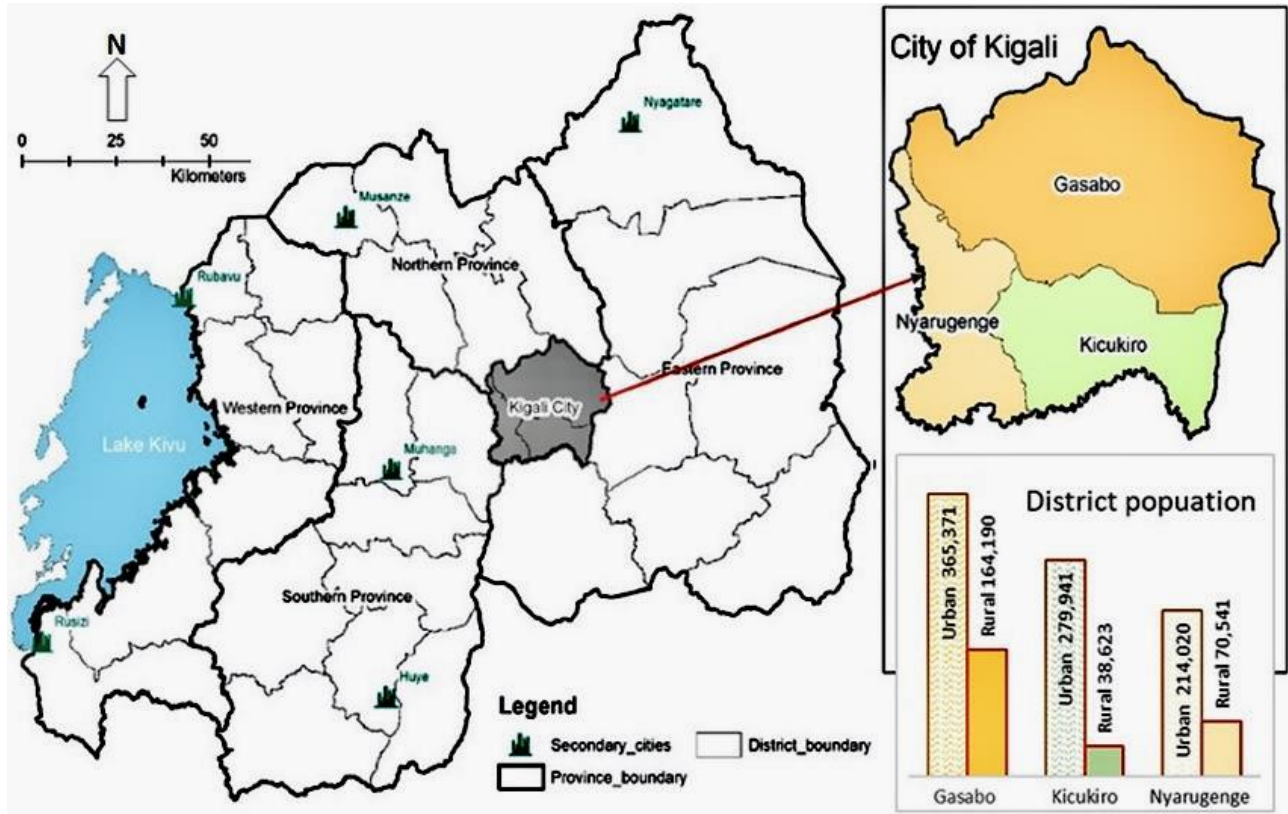 N
0 25 50
Kilometers
Nyagatare
Musanze
Rubavu
Northern Province
Eastern Province
Kigali City
Western Province
Lake Kivu
Muhanga
Southern Province
Rusizi
Huye
Legend
Secondary_cities
District_boundary
Province_boundary
City of Kigali
Gasabo
Nyarugenge
Kicukiro
District popuation
Urban 365,371
Rural 164,190
Urban 279,941
Rural 38,623
Urban 214,020
Rural 70,541
Gasabo
Kicukiro
Nyarugenge